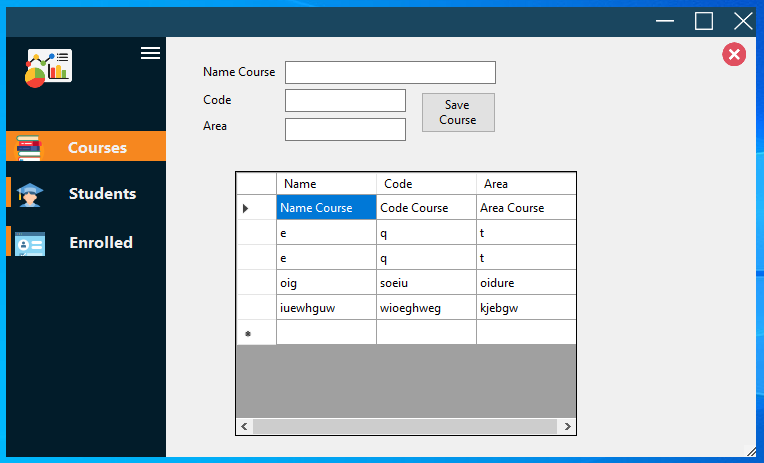 Name Course
Code
Save
Course
Area
Courses
Students
Enrolled
Name Code Area
Name Course Code Course Area Course
e q t
e q t
oig soeiu oidure
iuewhguw wioeghweg kjebgw